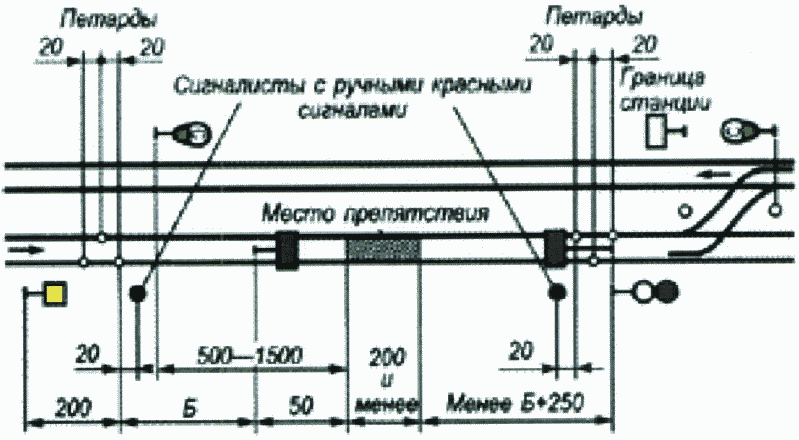 Петарды
Петарды
20
20
20
20
Сигналисты с ручными красными
сигналами
Граница
станции
Место препятствия
20
500—1500
200
и
менее
20
200
Б
50
Менее Б+250